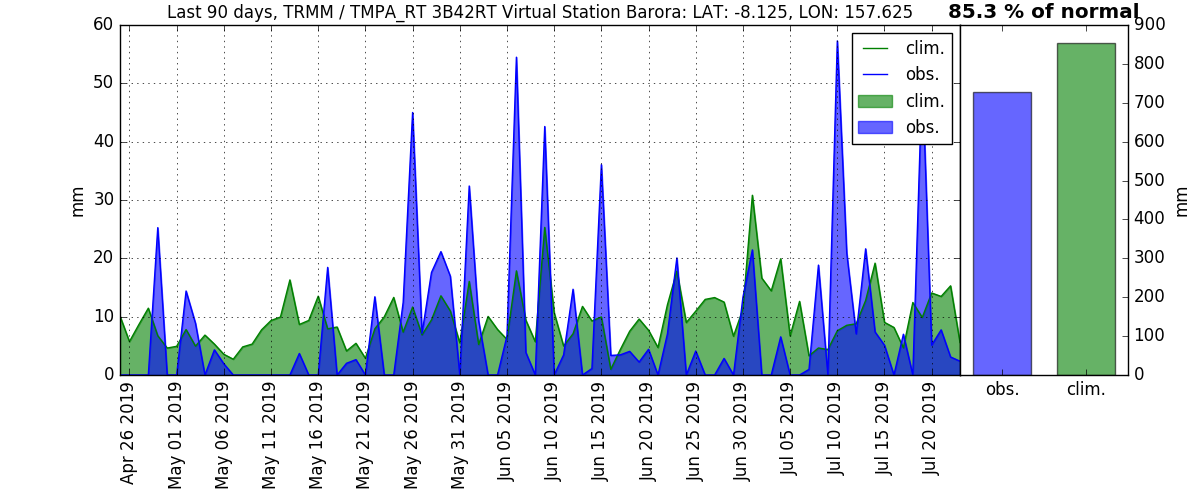 Last 90 days, TRMM / TMPA_RT 3B42RT Virtual Station Barora: LAT: -8.125, LON: 157.625
85.3 % of normal
60
50
40
30
20
10
0
mm
clim.
obs.
clim.
obs.
900
800
700
600
500
400
300
200
100
0
mm
obs.
clim.
Apr 26 2019
May 01 2019
May 06 2019
May 11 2019
May 16 2019
May 21 2019
May 26 2019
May 31 2019
Jun 05 2019
Jun 10 2019
Jun 15 2019
Jun 20 2019
Jun 25 2019
Jun 30 2019
Jul 05 2019
Jul 10 2019
Jul 15 2019
Jul 20 2019